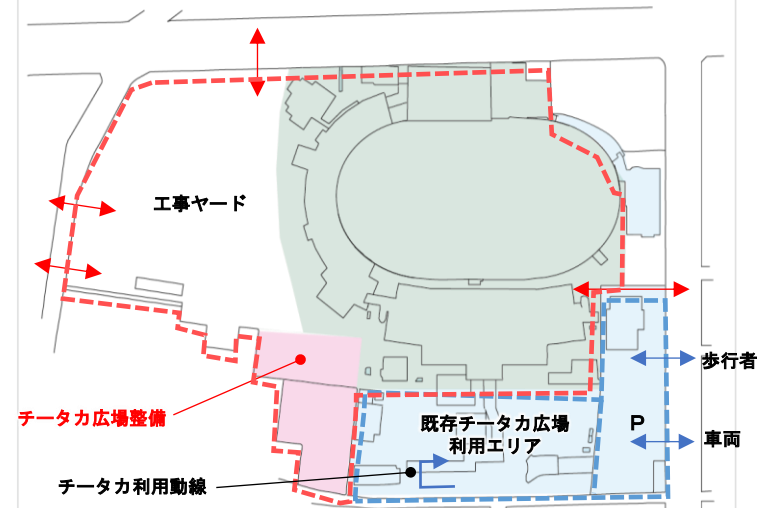 工事ヤード
歩行者
チータカ広場整備
既存チータカ広場
利用エリア
P
車両
チータカ利用動線